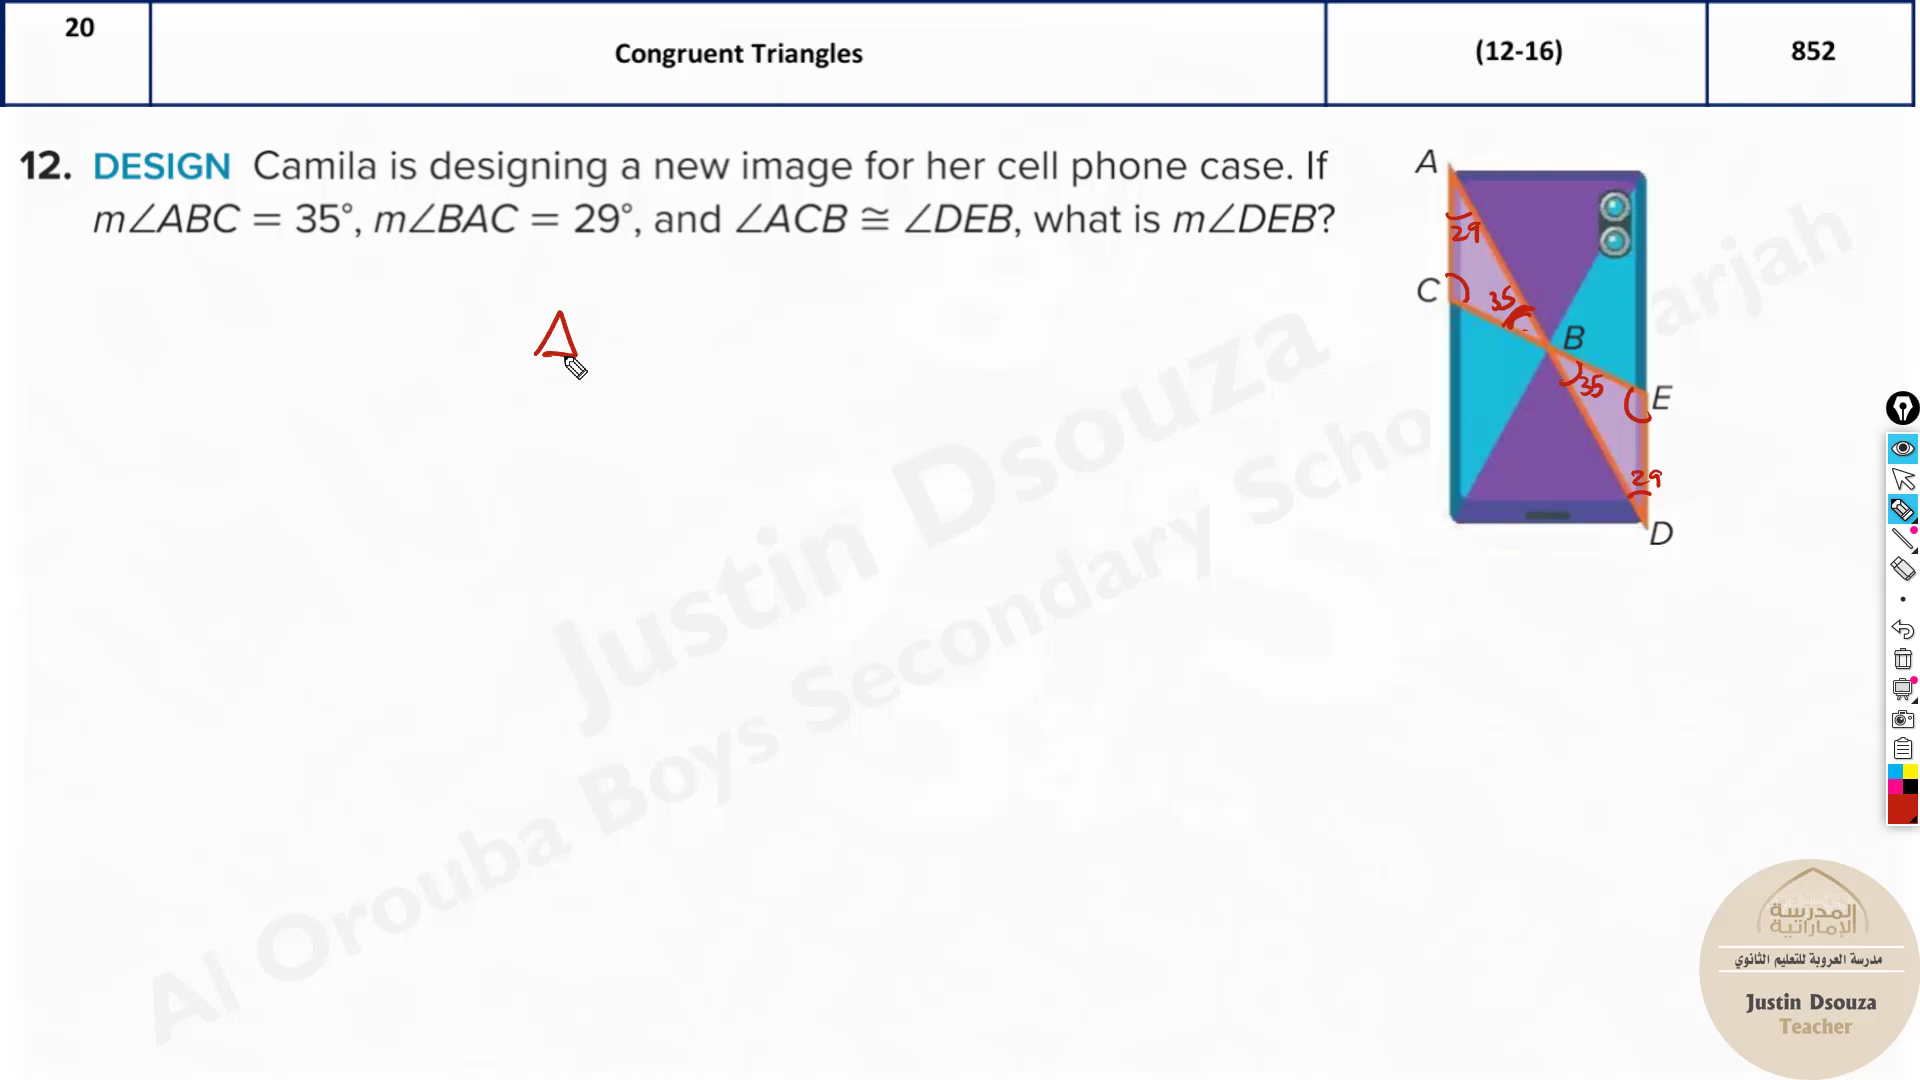 20
Congruent Triangles
(12-16)
852
12. DESIGN Camila is designing a new image for her cell phone case. If
m∠ABC = 35°, m∠BAC = 29°, and ∠ACB ≅ ∠DEB, what is m∠DEB?
A
29
C
35
B
35
E
29
D
Justin Dsouza
Al Orouba Boys Secondary School Sharjah
المدرسة
الإماراتية
مدرسة العروبة للتعليم الثانوي
Justin Dsouza
Teacher